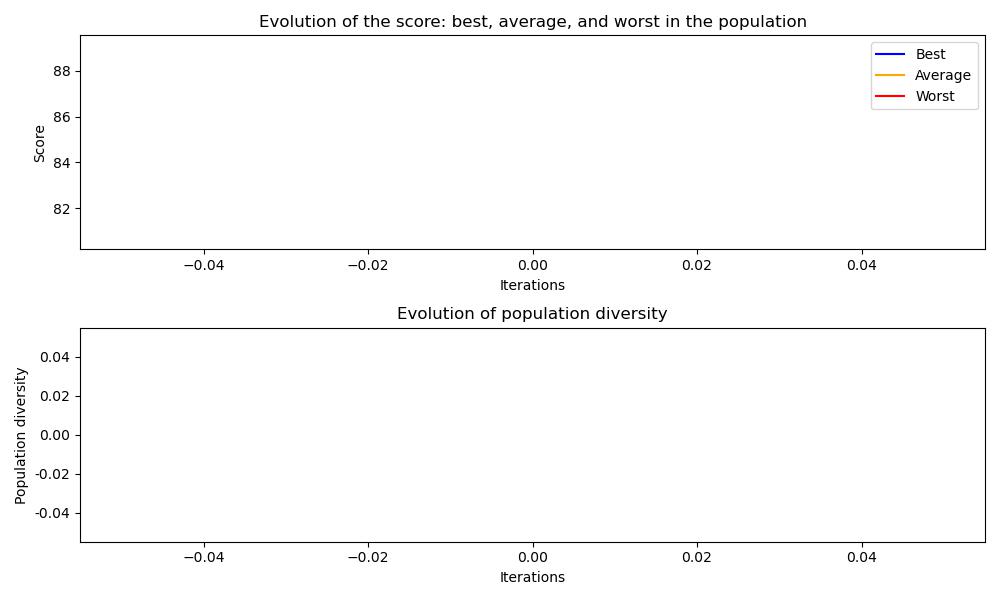 Evolution of the score: best, average, and worst in the population
Best
Average
Worst
88
86
84
82
Score
−0.04 −0.02 0.00 0.02 0.04
Iterations
Evolution of population diversity
0.04
0.02
0.00
-0.02
-0.04
Population diversity
−0.04 −0.02 0.00 0.02 0.04
Iterations